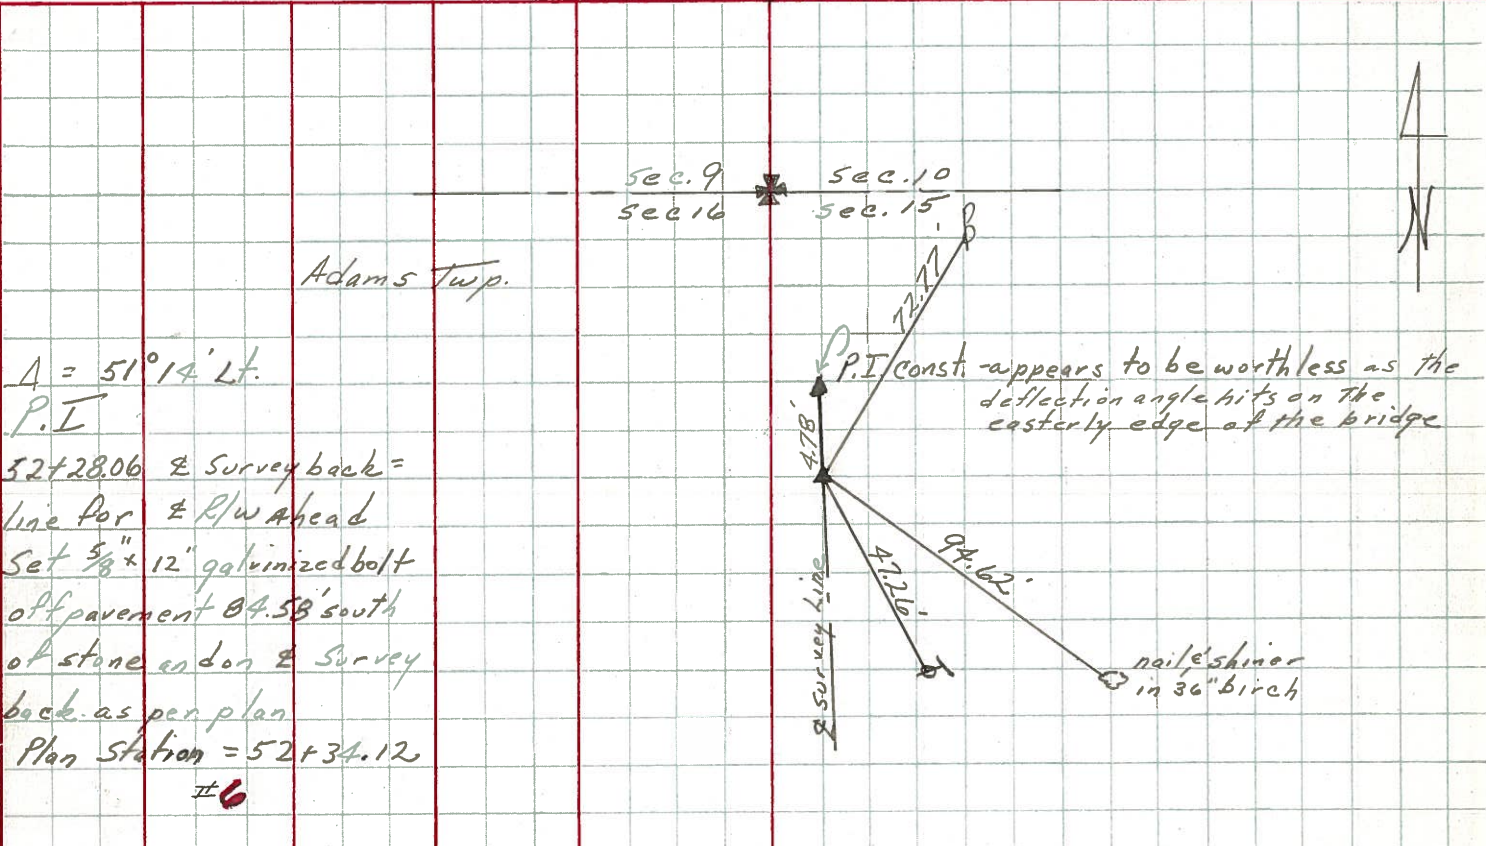 Sec. 9 Sec. 10
Sec 16 Sec. 15
N
Adams Twp.
72.77'
Δ = 51° 14' Lt.
P.I
P.I. const. appears to be worthless as the
deflection angle hits on the
easterly edge of the bridge
4.78'
52+28.06 ℄ Survey back =
line for ℄ R/W Ahead
Set 5/8" x 12" galvinized bolt
off pavement 84.58' south
of stone and on ℄ Survey
back as per plan
Plan Station = 52+34.12
#6
47.26'
94.62'
℄ Survey Line
nail & shiner
in 36" birch